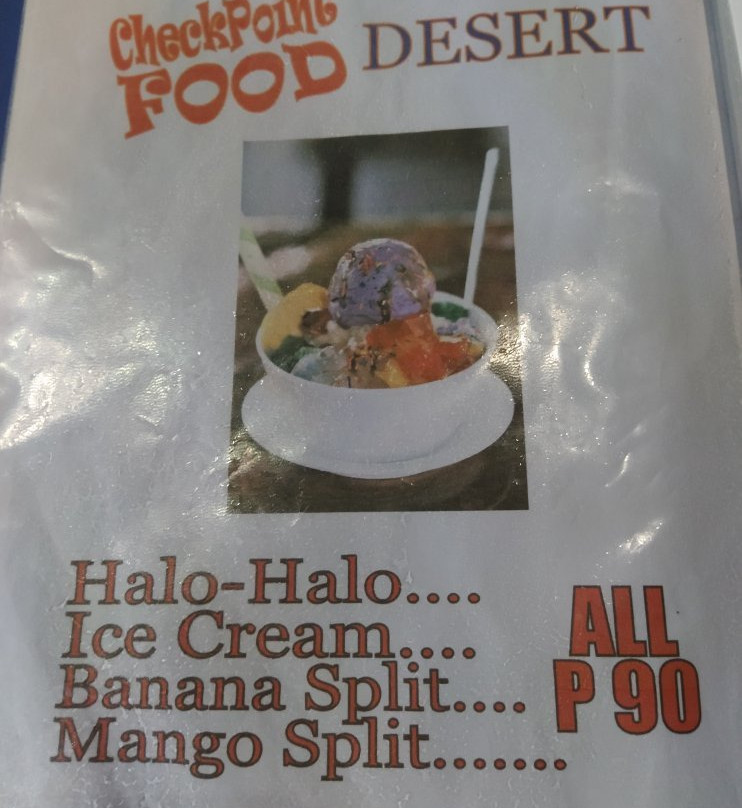 CheckPoint
FOOD
DESERT
Halo-Halo....
Ice Cream....
Banana Split....
Mango Split.......
ALL
P 90